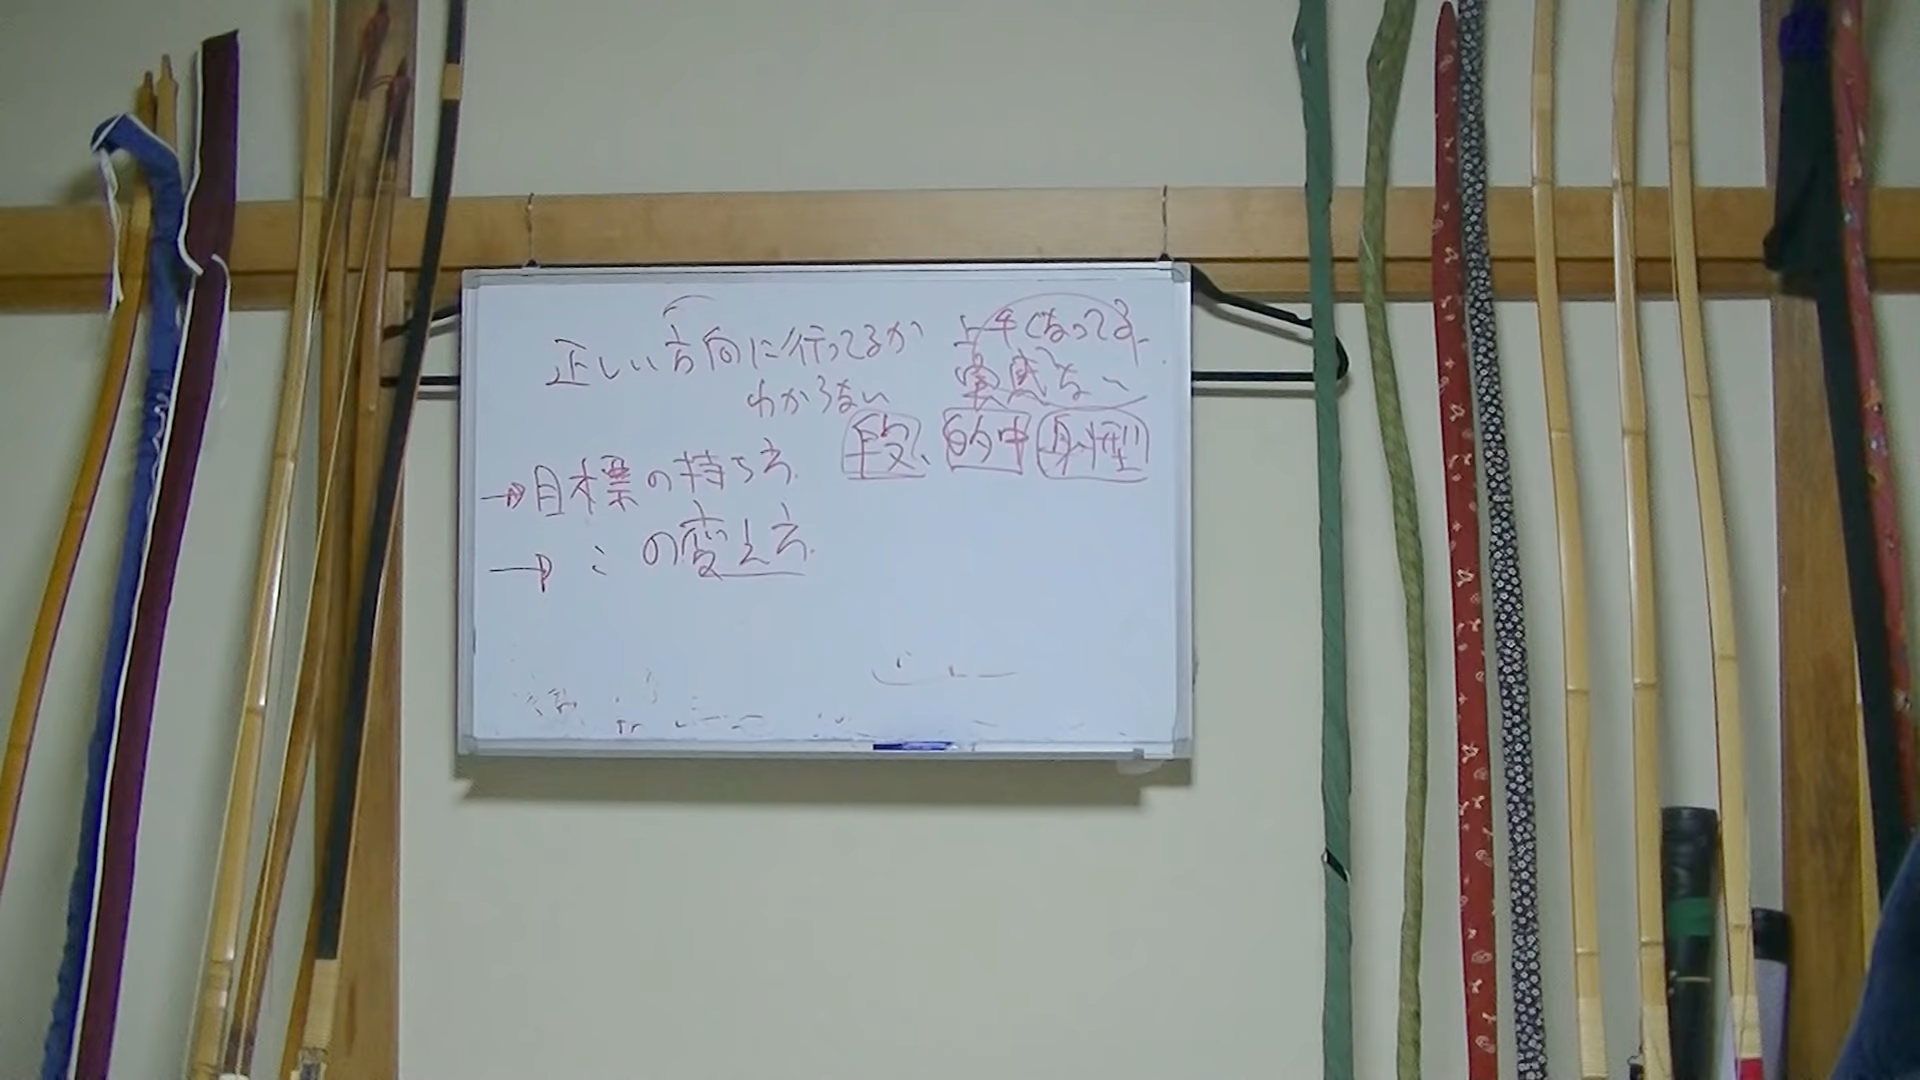 正しい方向に行ってるか
わからない
上手くなってる
実感ない
段、的中 射型
→目標の持ち方.
→ 〃 の変え方.